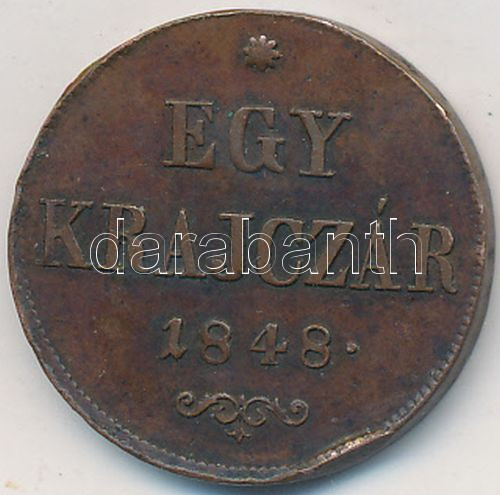 EGY
KRAJCZÁR
darabanth
1848.